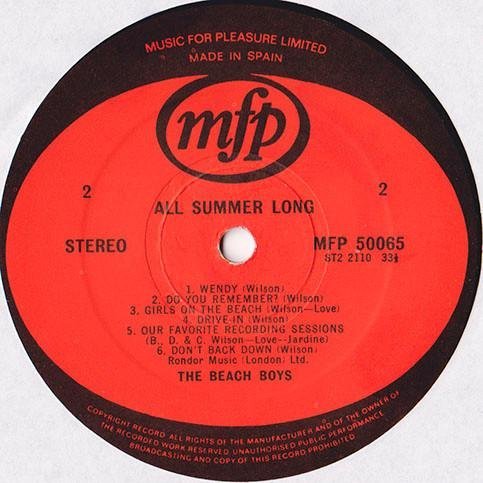 MUSIC FOR PLEASURE LIMITED
MADE IN SPAIN
mfp
2 2
ALL SUMMER LONG
STEREO MFP 50065
ST2 2110 33⅓
1. WENDY (Wilson)
2. DO YOU REMEMBER? (Wilson)
3. GIRLS ON THE BEACH (Wilson—Love)
4. DRIVE-IN (Wilson)
5. OUR FAVORITE RECORDING SESSIONS
(B., D. & C. Wilson—Love--Jardine)
6. DON'T BACK DOWN (Wilson)
Rondor Music (London) Ltd.
THE BEACH BOYS
COPYRIGHT RECORD. ALL RIGHTS OF THE MANUFACTURER AND OF THE OWNER OF
THE RECORDED WORK RESERVED. UNAUTHORISED PUBLIC PERFORMANCE
BROADCASTING AND COPY OF THIS RECORD PROHIBITED